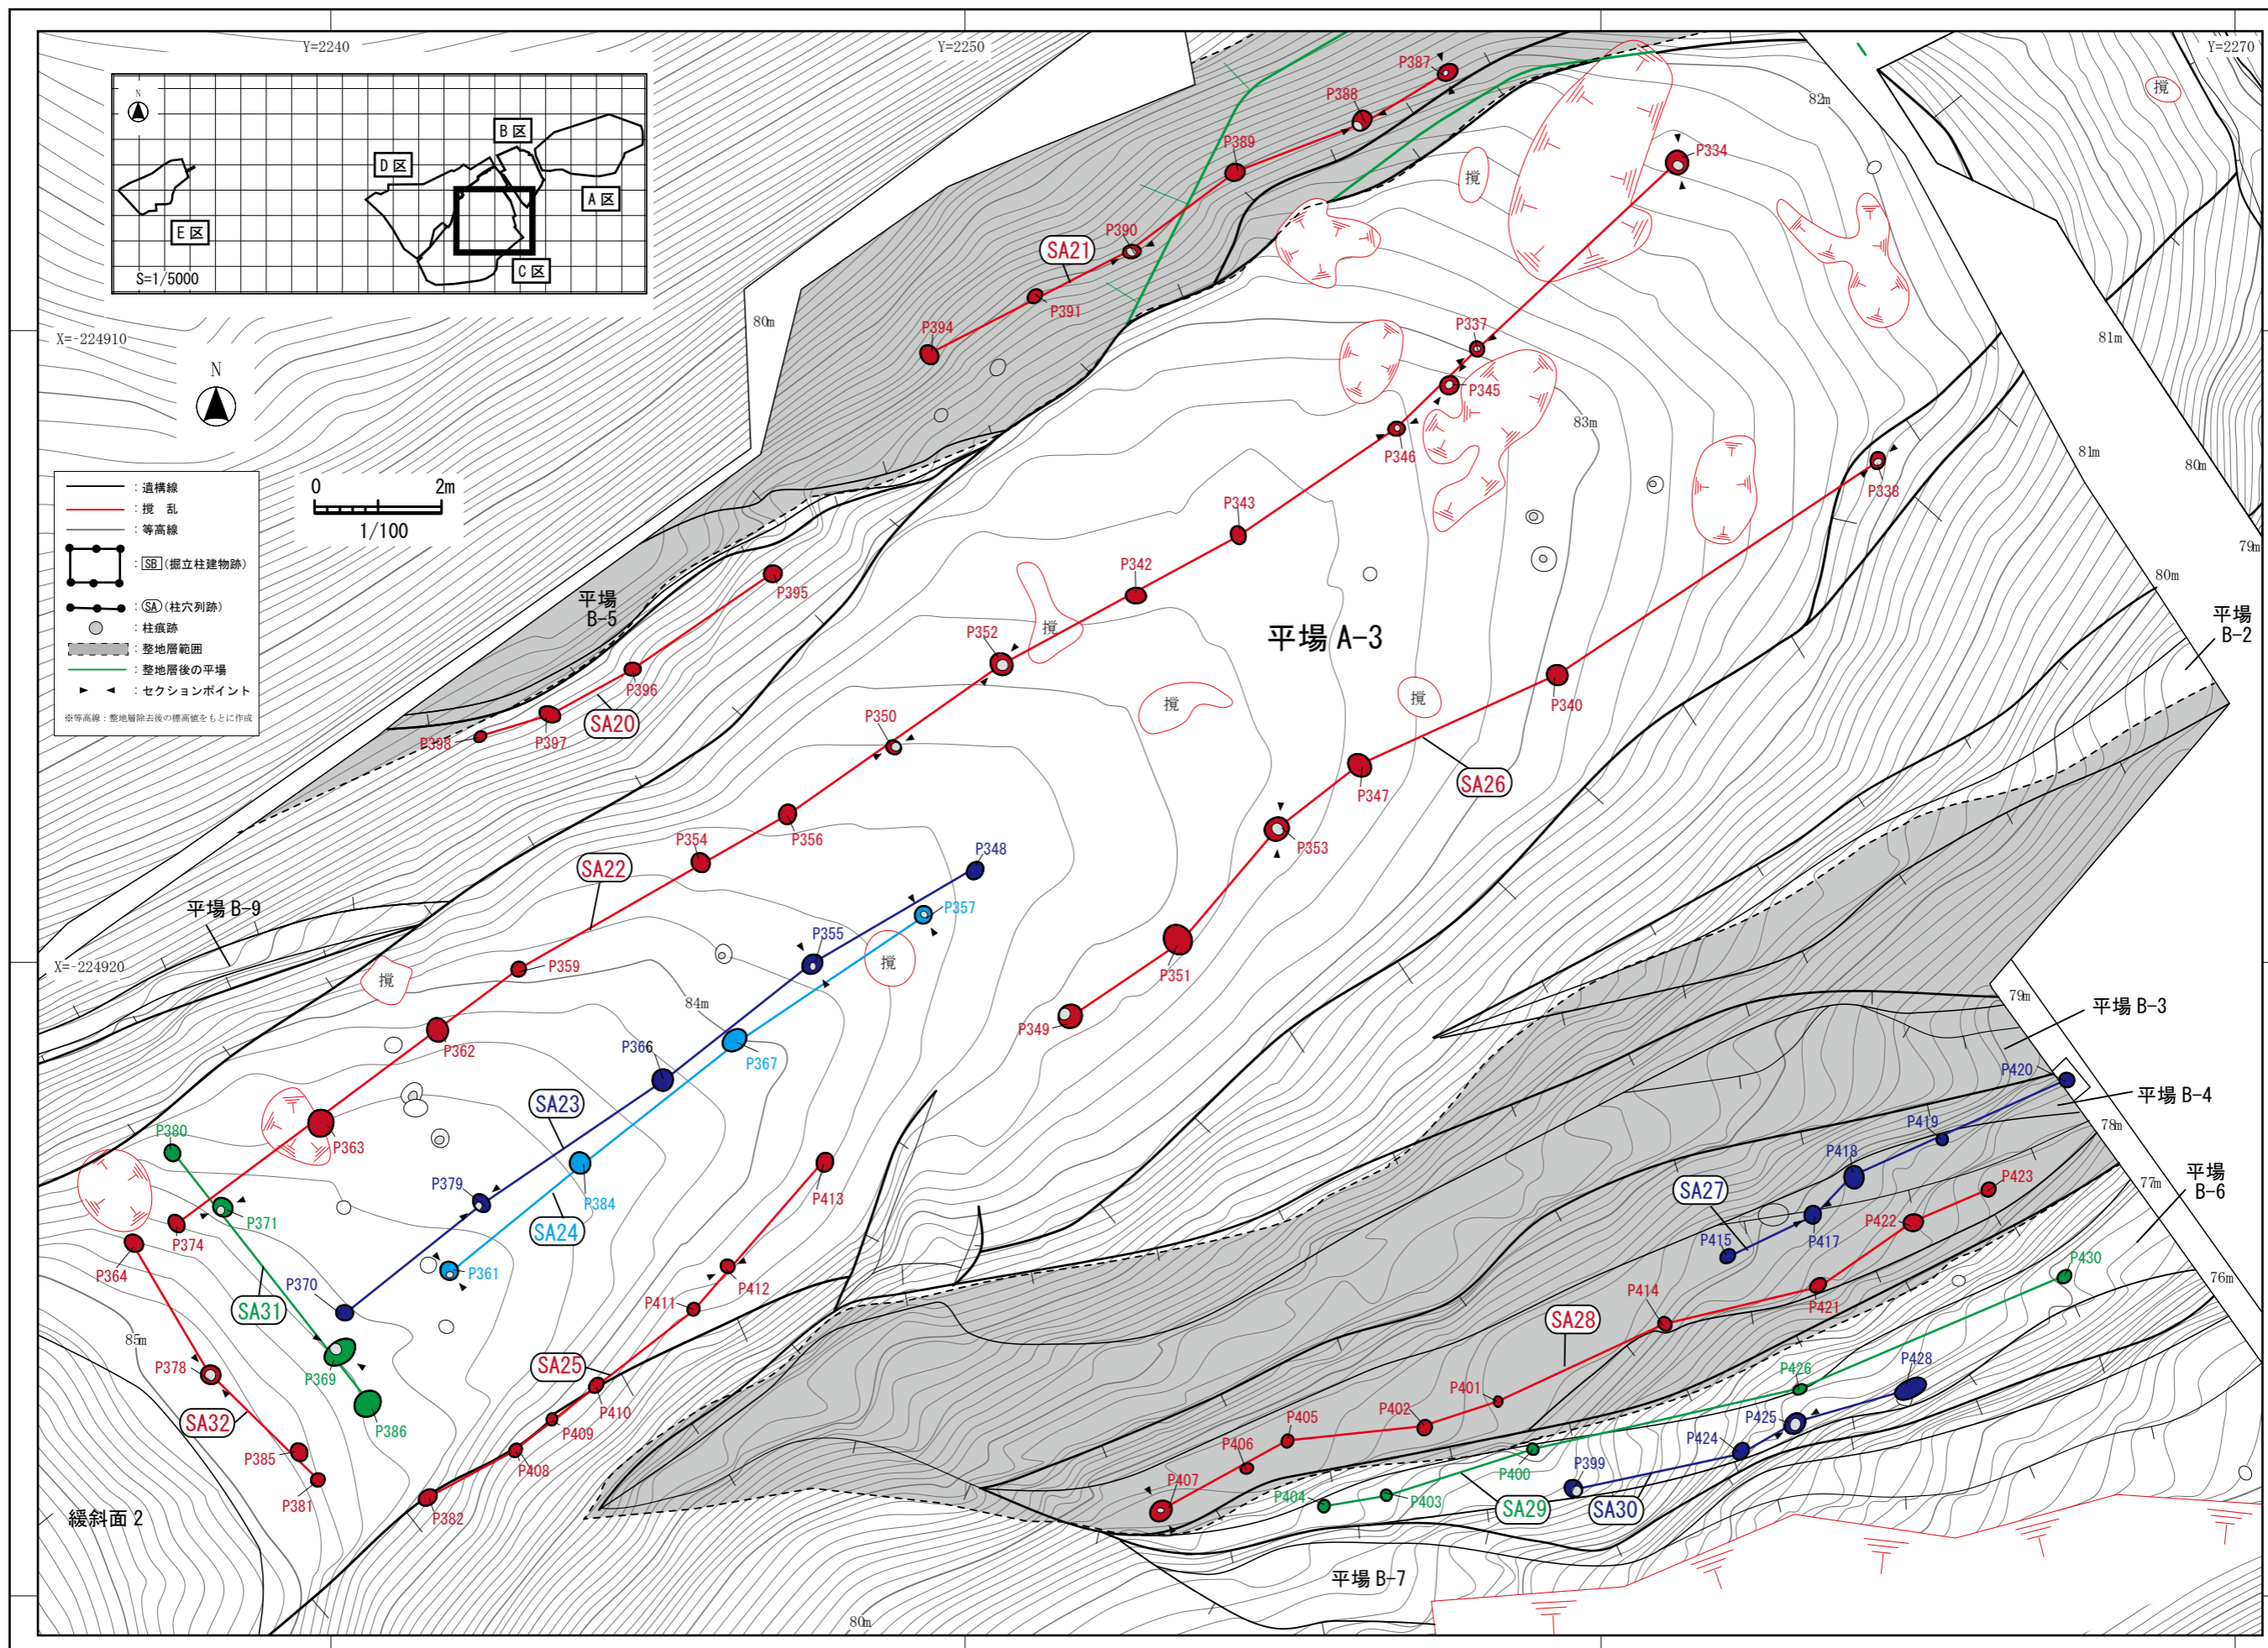 Y=2240
Y=2250
Y=2270
N
B 区
D 区
A 区
E 区
C 区
S=1/5000
X=-224910
N
: 遺構線
: 撹 乱
: 等高線
: SB (掘立柱建物跡)
: SA (柱穴列跡)
: 柱痕跡
: 整地層範囲
: 整地層後の平場
: セクションポイント
※等高線：整地層除去後の標高値をもとに作成
0 2m
1/100
80m
P387
P388
P389
P390
SA21
P391
P394
82m
撹
撹
P334
P337
P345
P346
83m
81m
81m
80m
79m
80m
P338
P343
P342
平場
B-5
P395
P396
P397
P398
SA20
撹
P352
平場 A-3
撹
撹
P350
P340
P347
SA26
P353
P351
P349
平場
B-2
P356
P354
SA22
P348
P357
P355
撹
平場 B-9
X=-224920
撹
P359
84m
P362
P366
P367
P363
SA23
P379
P384
SA24
P361
P380
P371
P374
P364
P370
SA31
85m
P378
P369
P386
SA32
P385
P381
緩斜面 2
P413
P412
P411
SA25
P410
P409
P408
P382
79m
平場 B-3
P420
平場 B-4
78m
P419
P418
77m
平場
B-6
P423
SA27
P422
P415
P417
P430
76m
P414
P421
SA28
P426
P428
P401
P402
P405
P425
P406
P424
P407
P400
P399
P404
P403
SA29
SA30
平場 B-7
80m